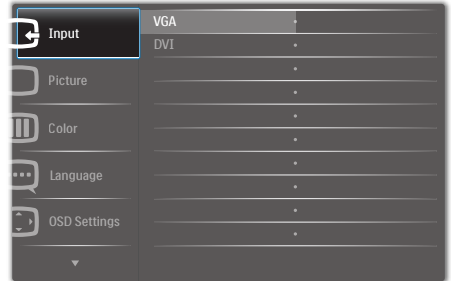 Input
VGA
DVI
Picture
Color
Language
OSD Settings